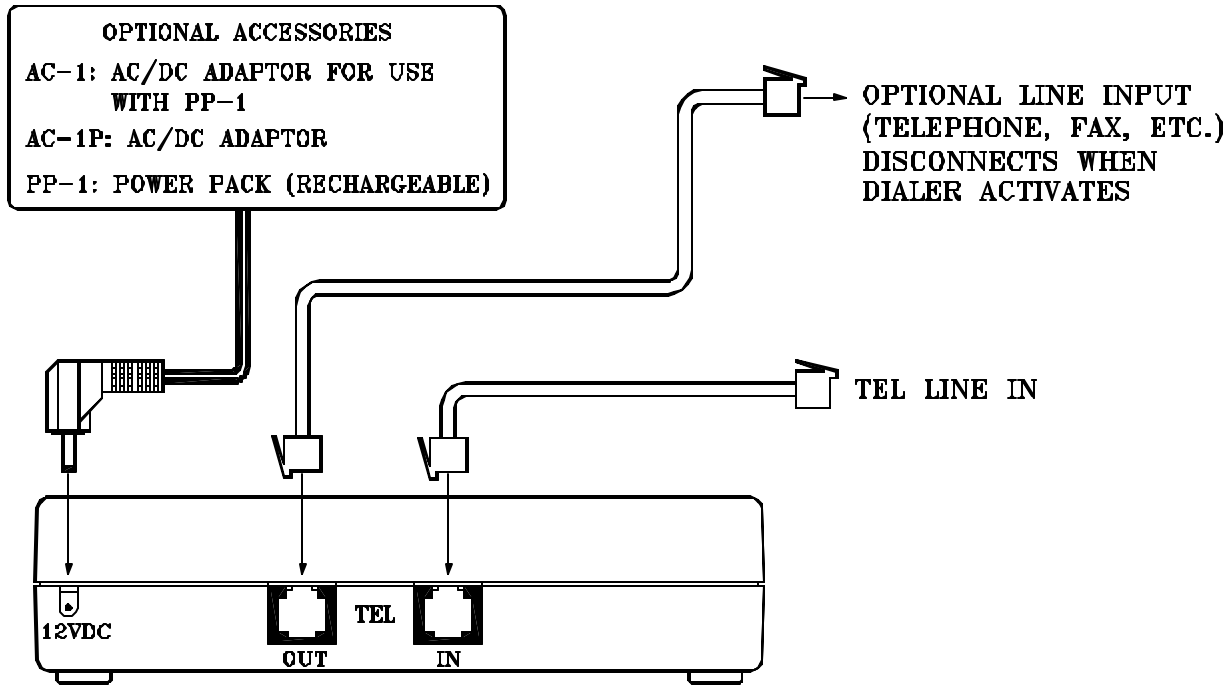 OPTIONAL ACCESSORIES
AC-1: AC/DC ADAPTOR FOR USE
WITH PP-1
AC-1P: AC/DC ADAPTOR
PP-1: POWER PACK (RECHARGEABLE)
OPTIONAL LINE INPUT
(TELEPHONE, FAX, ETC.)
DISCONNECTS WHEN
DIALER ACTIVATES
TEL LINE IN
12VDC
TEL
OUT
IN